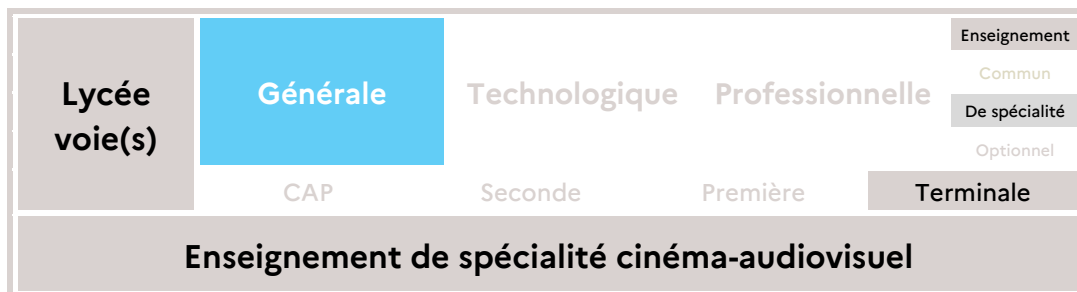 Lycée
voie(s)
Générale
Technologique
Professionnelle
Enseignement
Commun
De spécialité
Optionnel
CAP
Seconde
Première
Terminale
Enseignement de spécialité cinéma-audiovisuel